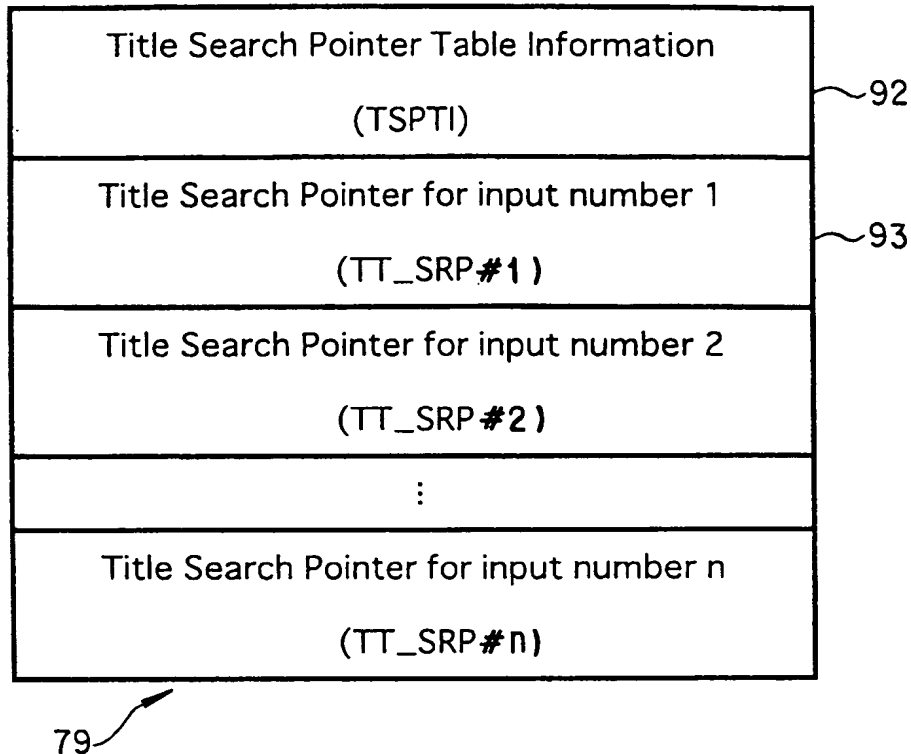 Title Search Pointer Table Information
(TSPTI)
92
Title Search Pointer for input number 1
(TT_SRP#1)
93
Title Search Pointer for input number 2
(TT_SRP#2)
⋮
Title Search Pointer for input number n
(TT_SRP#n)
79